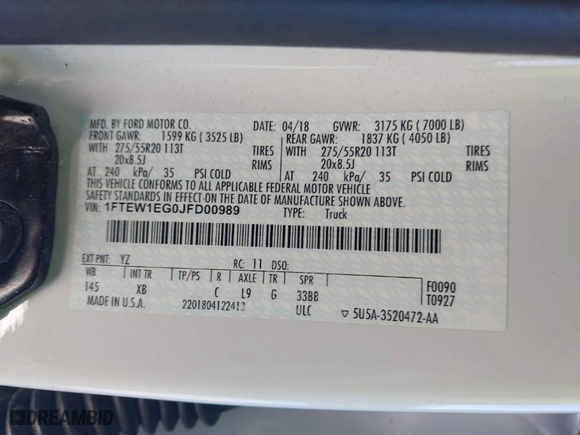 MFD. BY FORD MOTOR CO. DATE: 04/18 GVWR: 3175 KG ( 7000 LB)
FRONT GAWR: 1599 KG ( 3525 LB) REAR GAWR: 1837 KG ( 4050 LB)
WITH 275/55R20 113T TIRES WITH 275/55R20 113T TIRES
20x8.5J RIMS 20x8.5J RIMS
AT 240 kPa/ 35 PSI COLD AT 240 kPa/ 35 PSI COLD
THIS VEHICLE CONFORMS TO ALL APPLICABLE FEDERAL MOTOR VEHICLE
SAFETY STANDARDS IN EFFECT ON THE DATE OF MANUFACTURE SHOWN ABOVE.
VIN: 1FTEW1EG0JFD00989 TYPE: Truck
EXT PNT: YZ RC: 11 DSO:
WB INT TR TP/PS R AXLE TR SPR F0090
145 XB C L9 G 33BB T0927
MADE IN U.S.A. 2201804122413 ULC ▽ 5U5A-3520472-AA
DREAMBID